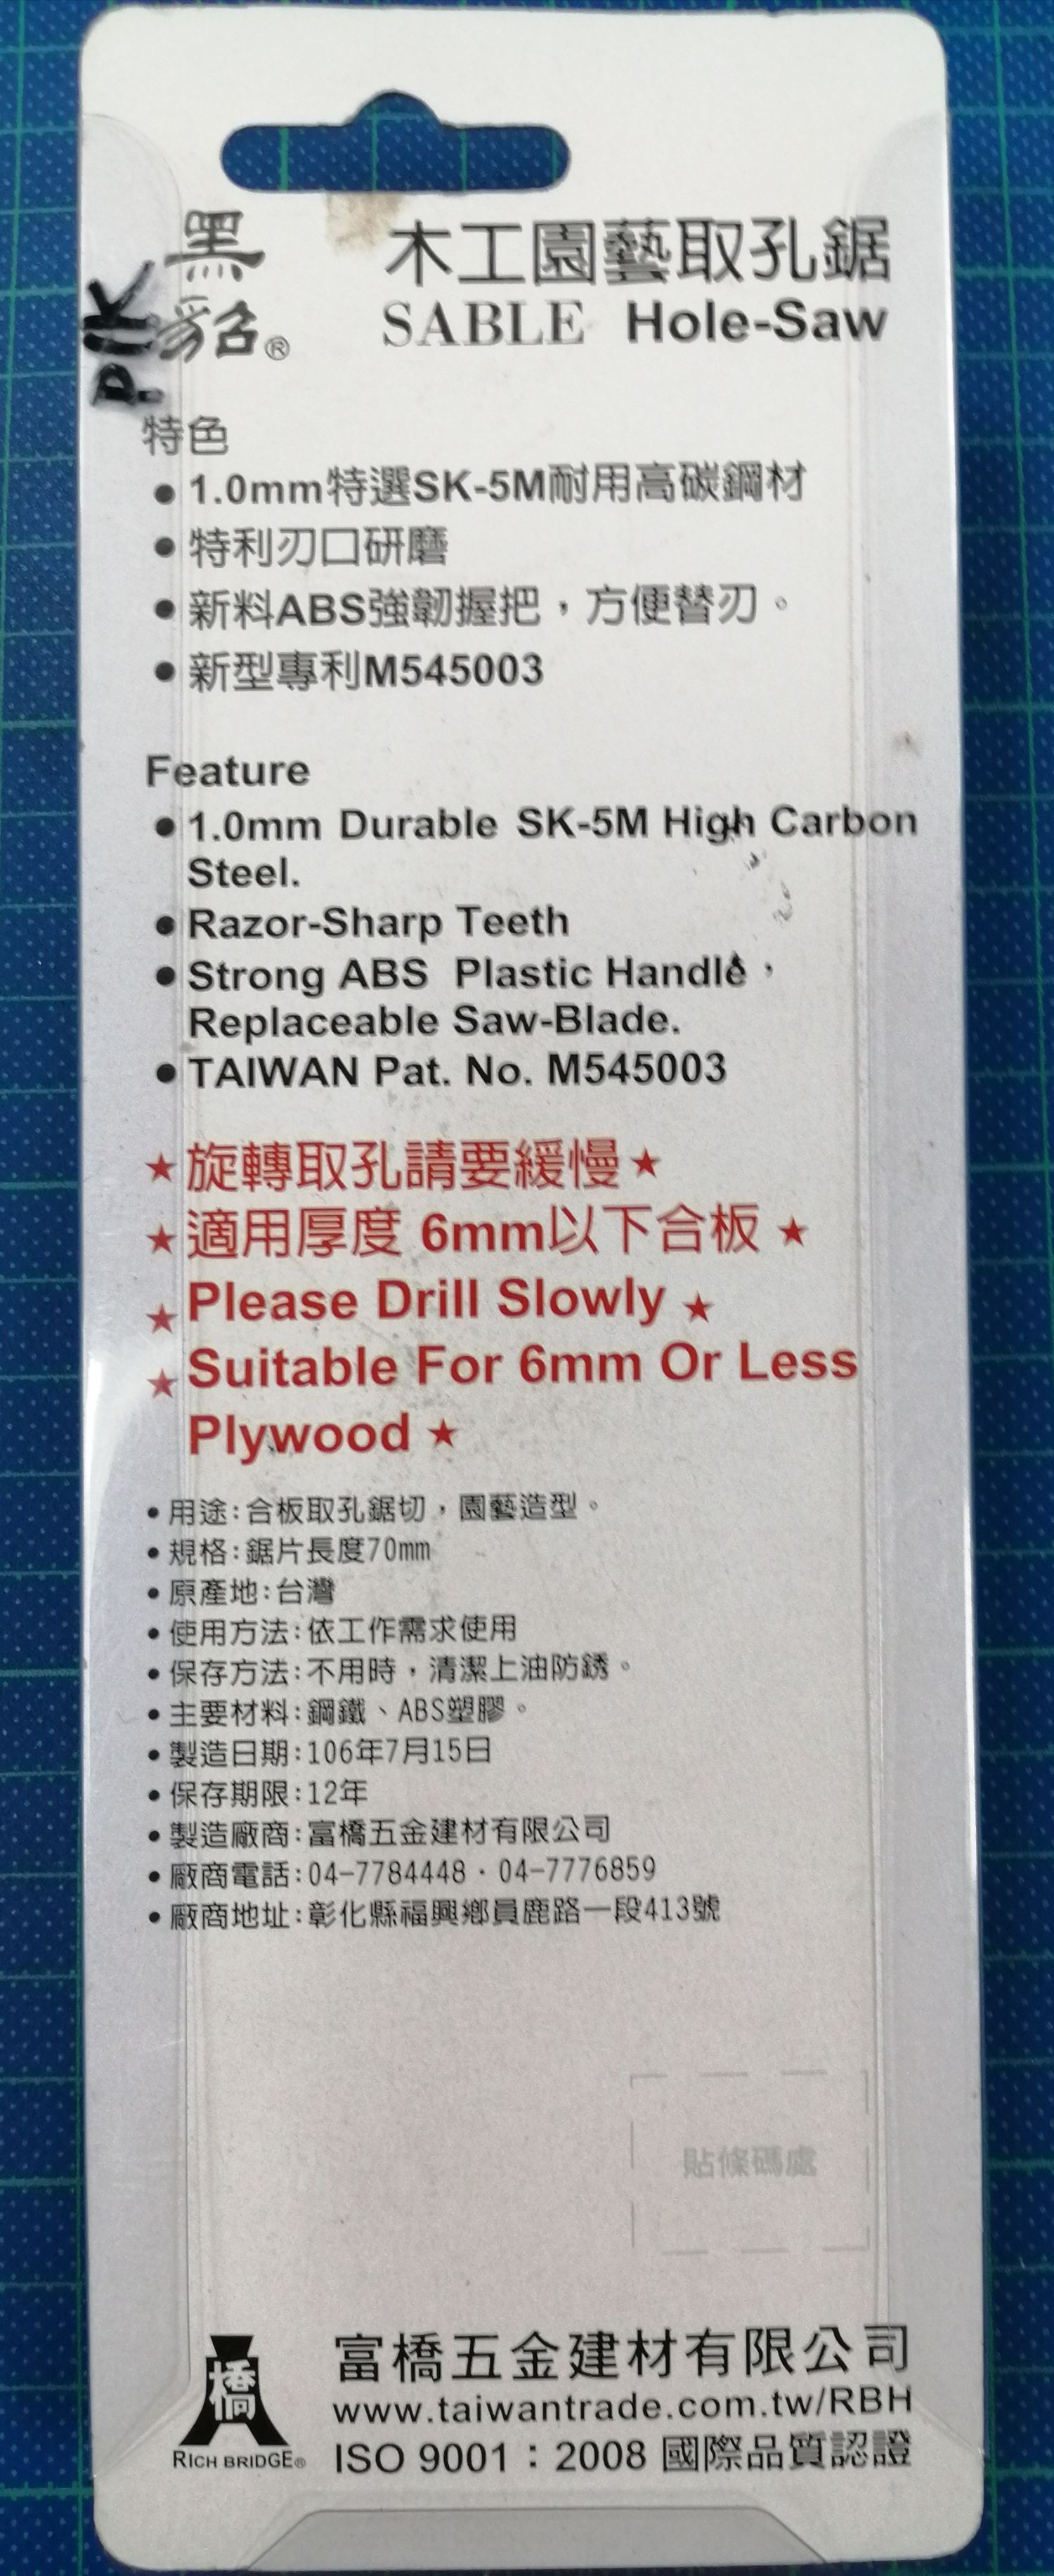 黑貂®
木工園藝取孔鋸
SABLE Hole-Saw
特色
● 1.0mm特選SK-5M耐用高碳鋼材
● 特利刃口研磨
● 新料ABS強韌握把，方便替刃。
● 新型專利M545003
Feature
● 1.0mm Durable SK-5M High Carbon
Steel.
● Razor-Sharp Teeth
● Strong ABS Plastic Handle，
Replaceable Saw-Blade.
● TAIWAN Pat. No. M545003
★ 旋轉取孔請要緩慢 ★
★ 適用厚度 6mm以下合板 ★
★ Please Drill Slowly ★
★ Suitable For 6mm Or Less
Plywood ★
• 用途:合板取孔鋸切，園藝造型。
• 規格:鋸片長度70mm
• 原產地:台灣
• 使用方法:依工作需求使用
• 保存方法:不用時，清潔上油防銹。
• 主要材料:鋼鐵、ABS塑膠。
• 製造日期:106年7月15日
• 保存期限:12年
• 製造廠商:富橋五金建材有限公司
• 廠商電話:04-7784448．04-7776859
• 廠商地址:彰化縣福興鄉員鹿路一段413號
貼條碼處
橋
RICH BRIDGE®
富橋五金建材有限公司
www.taiwantrade.com.tw/RBH
ISO 9001：2008 國際品質認證